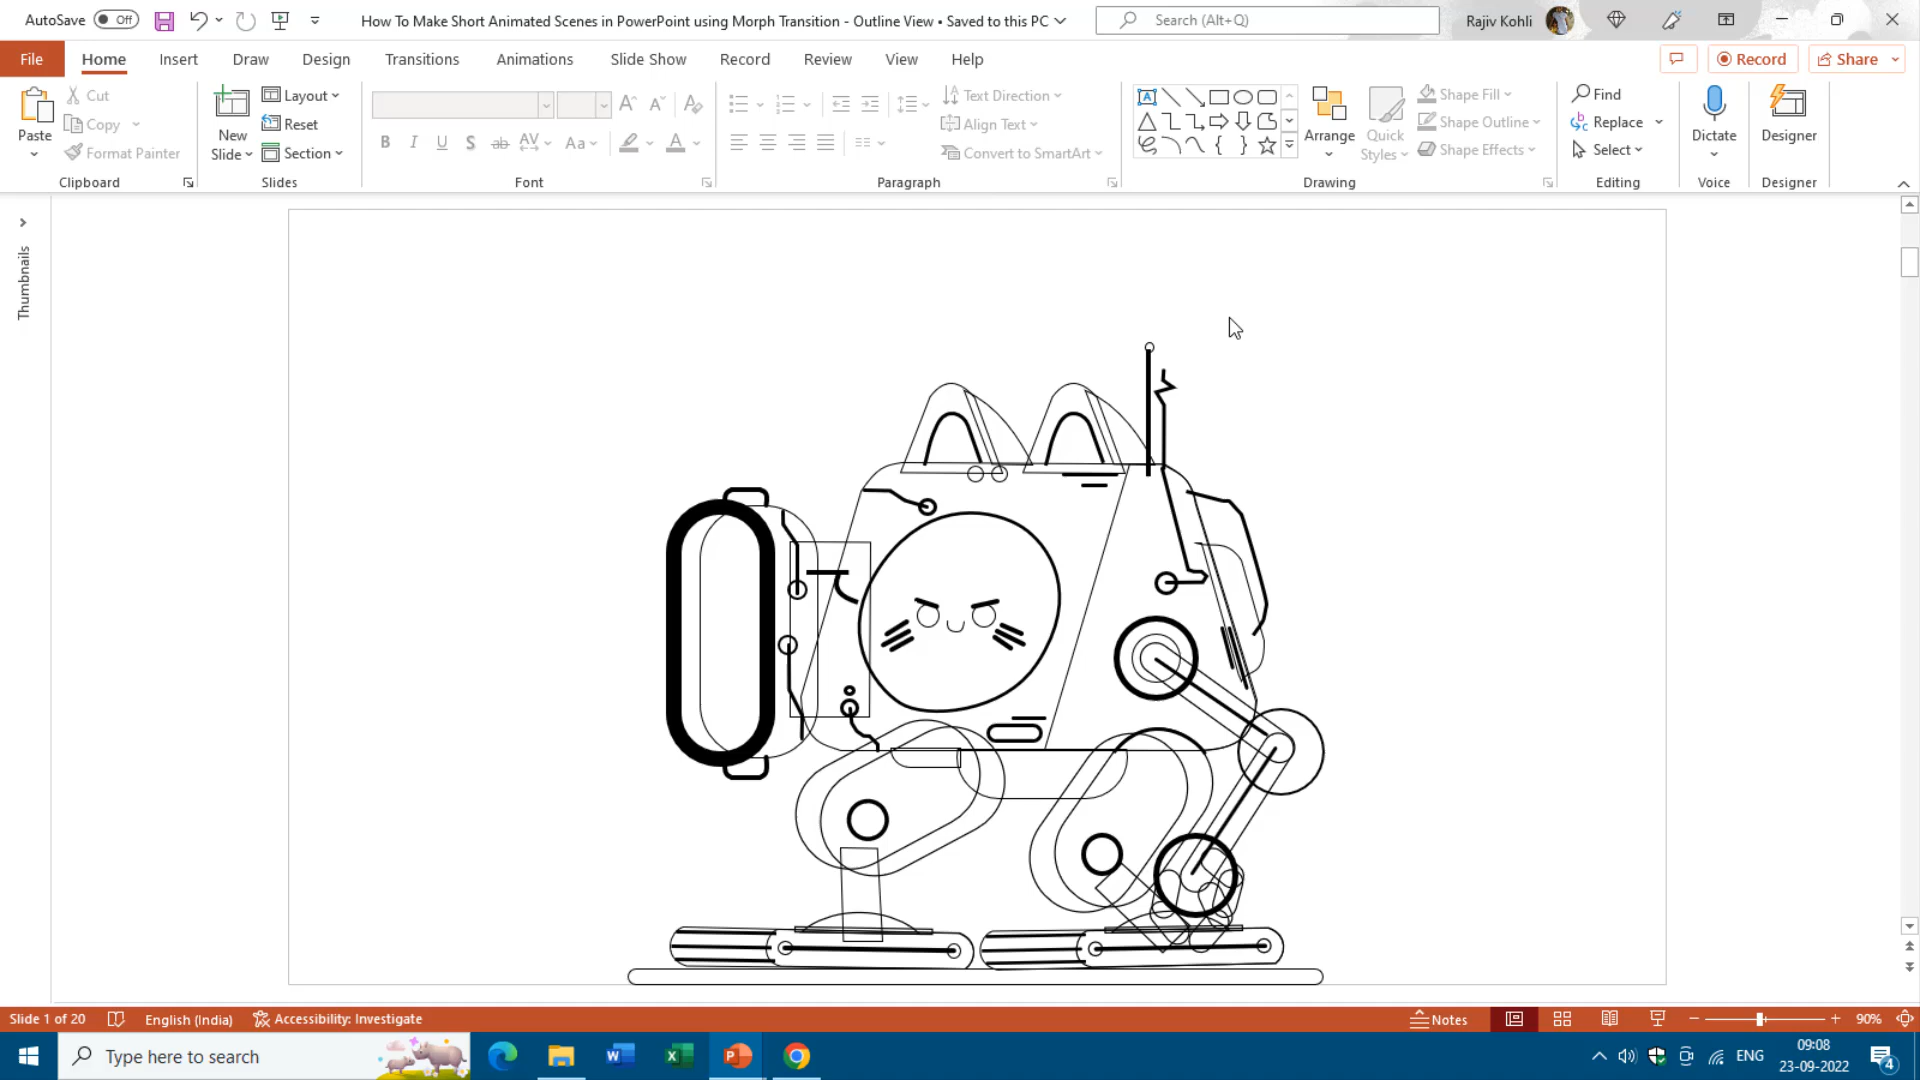 AutoSave Off How To Make Short Animated Scenes in PowerPoint using Morph Transition - Outline View • Saved to this PC Search (Alt+Q) Rajiv Kohli
File Home Insert Draw Design Transitions Animations Slide Show Record Review View Help Record Share
Paste Cut Copy Format Painter Clipboard
New Slide Layout Reset Section Slides
B I U S ab AV Aa A Font
Text Direction Align Text Convert to SmartArt Paragraph
Arrange Quick Styles Shape Fill Shape Outline Shape Effects Drawing
Find Replace Select Editing
Dictate Voice
Designer Designer
Thumbnails
Slide 1 of 20 English (India) Accessibility: Investigate Notes 90%
Type here to search ENG 09:08
23-09-2022 4